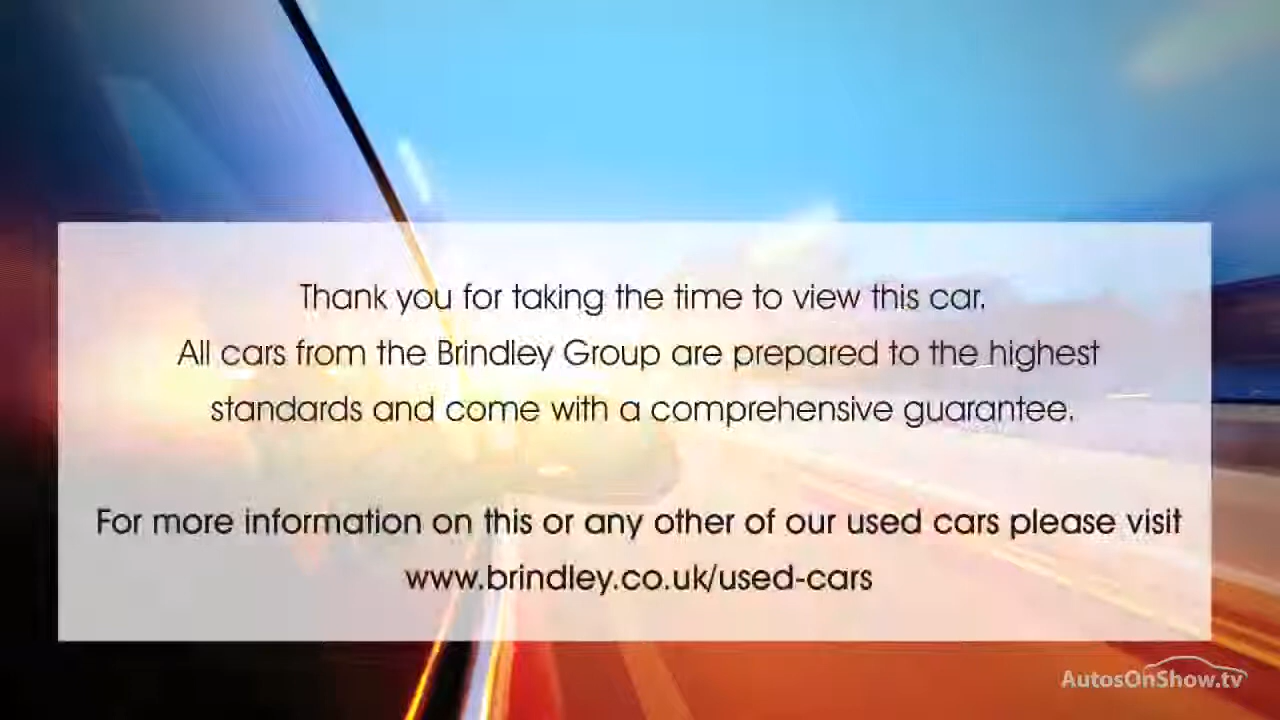 Thank you for taking the time to view this car.
All cars from the Brindley Group are prepared to the highest
standards and come with a comprehensive guarantee.
For more information on this or any other of our used cars please visit
www.brindley.co.uk/used-cars
AutosOnShow.tv